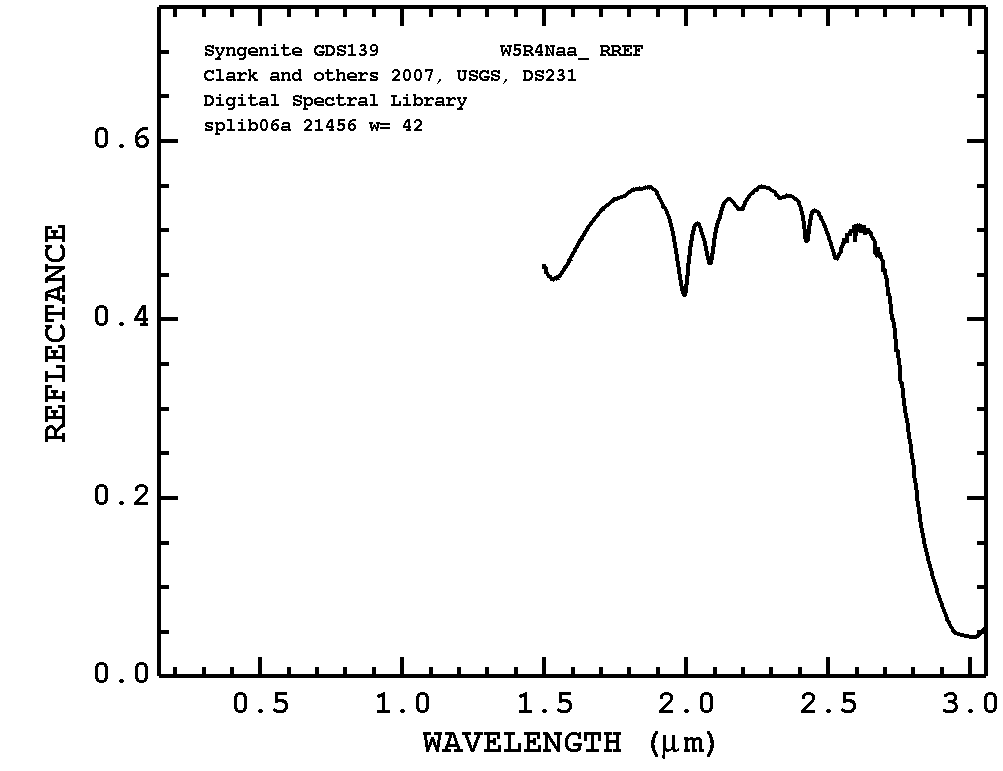 Syngenite GDS139 W5R4Naa_ RREF
Clark and others 2007, USGS, DS231
Digital Spectral Library
splib06a 21456 w= 42
0.6
0.4
0.2
0.0
REFLECTANCE
0.5 1.0 1.5 2.0 2.5 3.0
WAVELENGTH (μm)